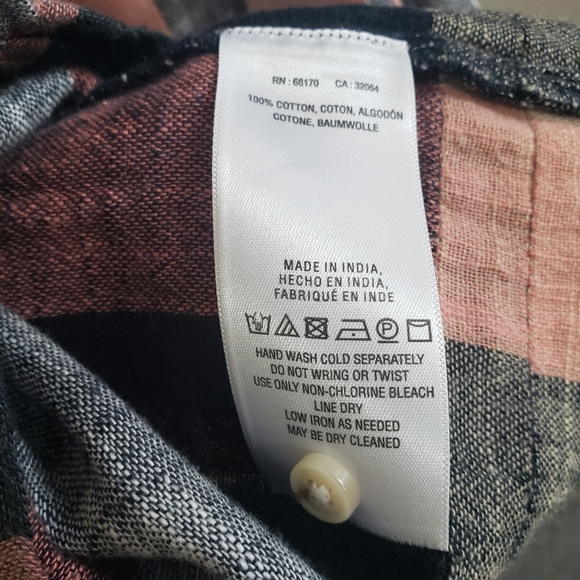 RN : 66170 CA : 32054
100% COTTON, COTON, ALGODÓN
COTONE, BAUMWOLLE
MADE IN INDIA,
HECHO EN INDIA,
FABRIQUÉ EN INDE
HAND WASH COLD SEPARATELY
DO NOT WRING OR TWIST
USE ONLY NON-CHLORINE BLEACH
LINE DRY
LOW IRON AS NEEDED
MAY BE DRY CLEANED